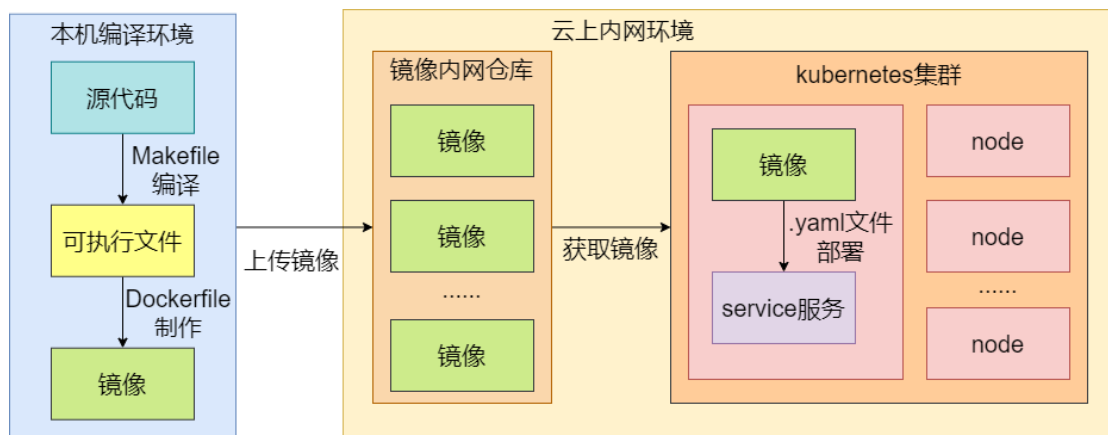 本机编译环境
源代码
Makefile
编译
可执行文件
Dockerfile
制作
镜像
上传镜像
云上内网环境
镜像内网仓库
镜像
镜像
......
镜像
获取镜像
kubernetes集群
镜像
.yaml文件
部署
service服务
node
node
......
node